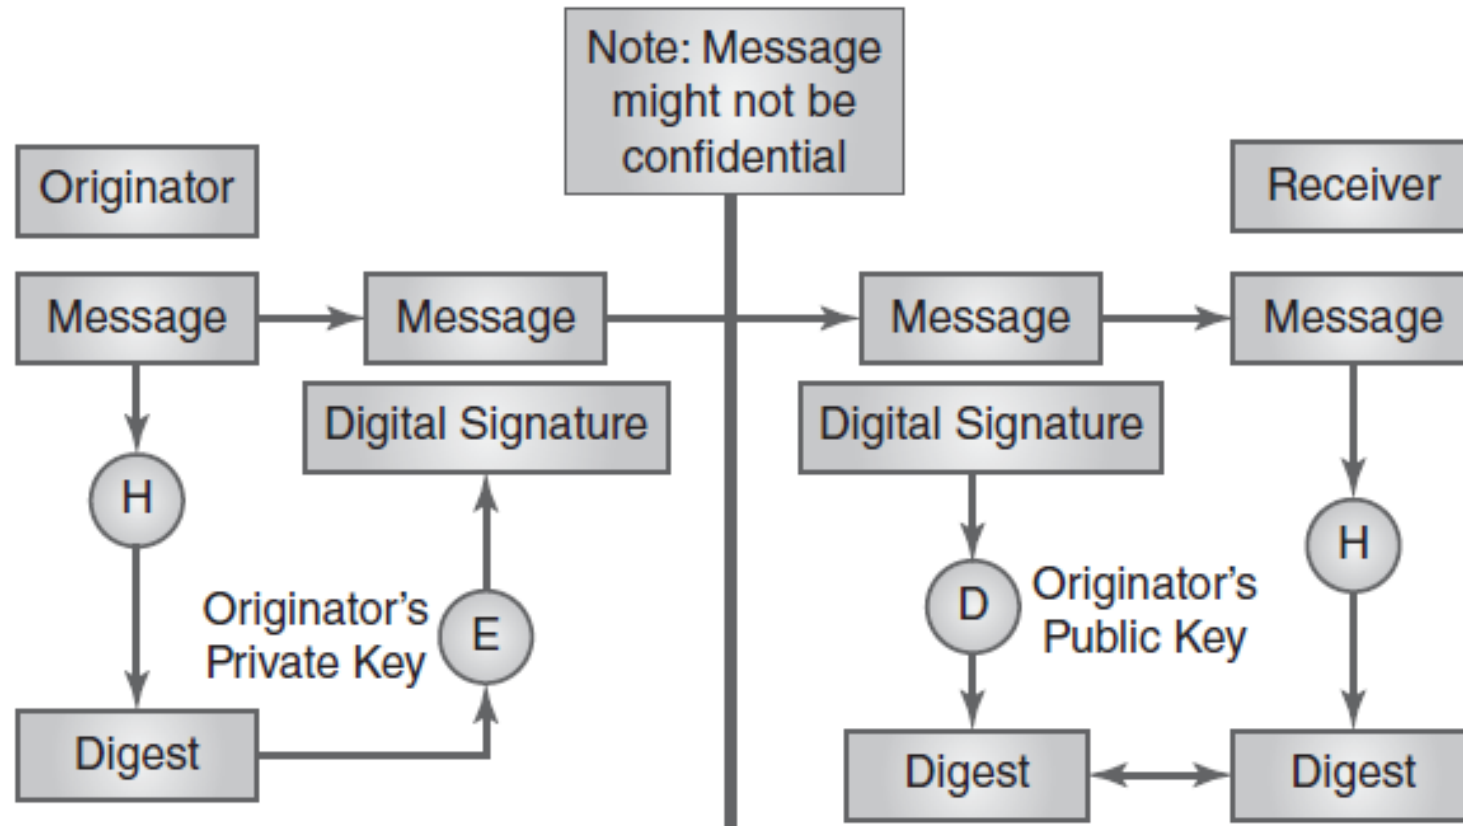 Note: Message
might not be
confidential
Originator
Receiver
Message
Message
Message
Message
Digital Signature
Digital Signature
H
H
Originator’s
Private Key
E
D
Originator’s
Public Key
Digest
Digest
Digest